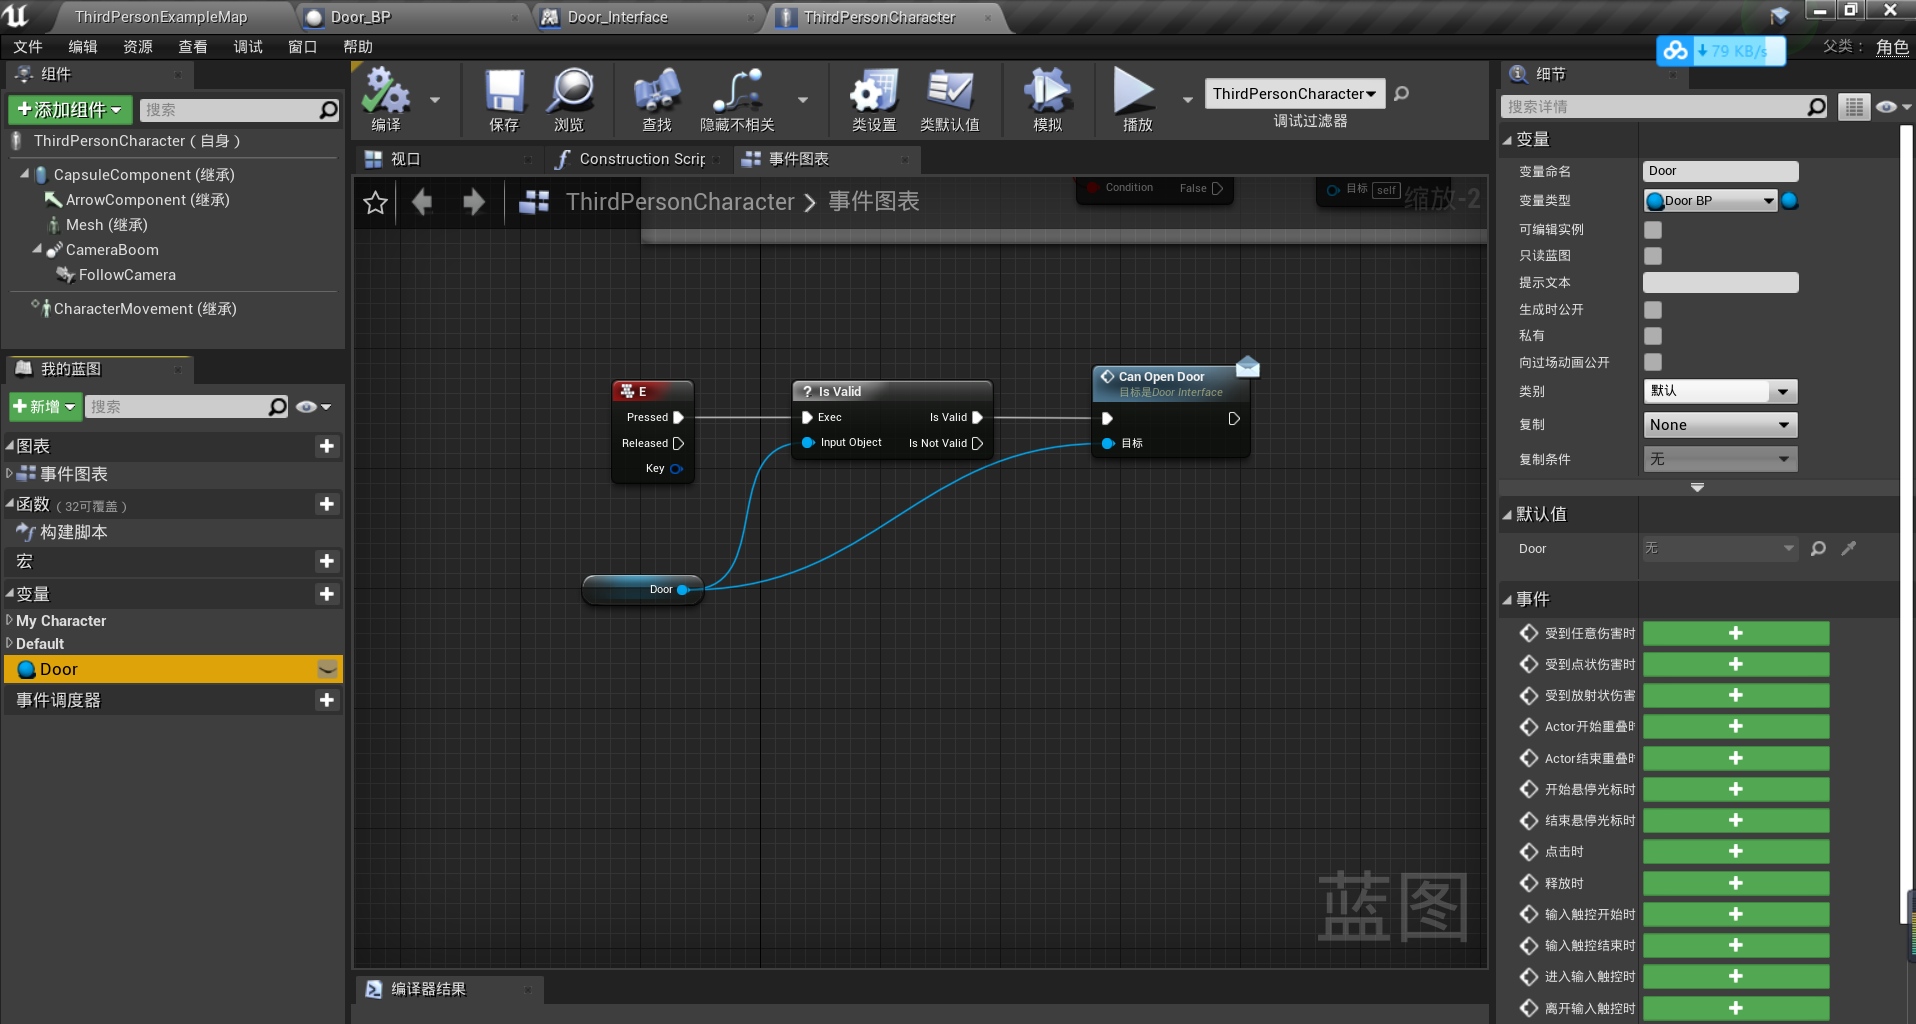 ThirdPersonExampleMap
Door_BP
Door_Interface
ThirdPersonCharacter
文件 编辑 资源 查看 调试 窗口 帮助
79 KB/s
父类： 角色
组件
添加组件
搜索
ThirdPersonCharacter（自身）
CapsuleComponent (继承)
ArrowComponent (继承)
Mesh (继承)
CameraBoom
FollowCamera
CharacterMovement (继承)
我的蓝图
新增
搜索
图表
事件图表
函数（32可覆盖）
构建脚本
宏
变量
My Character
Default
Door
事件调度器
编译
保存
浏览
查找
隐藏不相关
类设置
类默认值
模拟
播放
ThirdPersonCharacter
调试过滤器
视口
Construction Scrip
事件图表
ThirdPersonCharacter > 事件图表
Condition
False
目标 self
缩放-2
E
Pressed
Released
Key
? Is Valid
Exec
Is Valid
Input Object
Is Not Valid
Can Open Door
目标是Door Interface
目标
Door
蓝图
编译器结果
细节
搜索详情
变量
变量命名
Door
变量类型
Door BP
可编辑实例
只读蓝图
提示文本
生成时公开
私有
向过场动画公开
类别
默认
复制
None
复制条件
无
默认值
Door
无
事件
受到任意伤害时
受到点状伤害时
受到放射状伤害
Actor开始重叠时
Actor结束重叠时
开始悬停光标时
结束悬停光标时
点击时
释放时
输入触控开始时
输入触控结束时
进入输入触控时
离开输入触控时